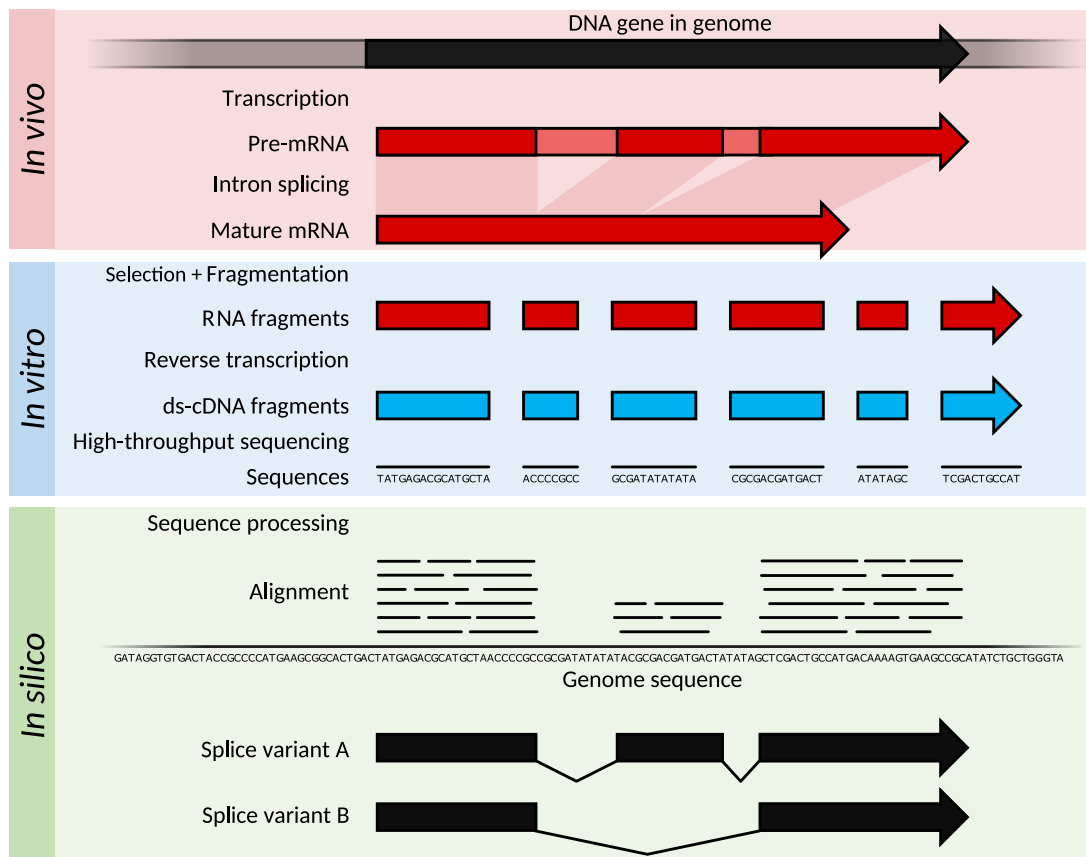 In vivo
DNA gene in genome
Transcription
Pre-mRNA
Intron splicing
Mature mRNA
In vitro
Selection + Fragmentation
RNA fragments
Reverse transcription
ds-cDNA fragments
High-throughput sequencing
Sequences TATGAGACGCATGCTA ACCCCGCC GCGATATATATA CGCGACGATGACT ATATAGC TCGACTGCCAT
In silico
Sequence processing
Alignment
GATAGGTGTGACTACCGCCCCATGAAGCGGCACTGACTATGAGACGCATGCTAACCCCGCCGCGATATATATACGCGACGATGACTATATAGCTCGACTGCCATGACAAAAGTGAAGCCGCATATCTGCTGGGTA
Genome sequence
Splice variant A
Splice variant B